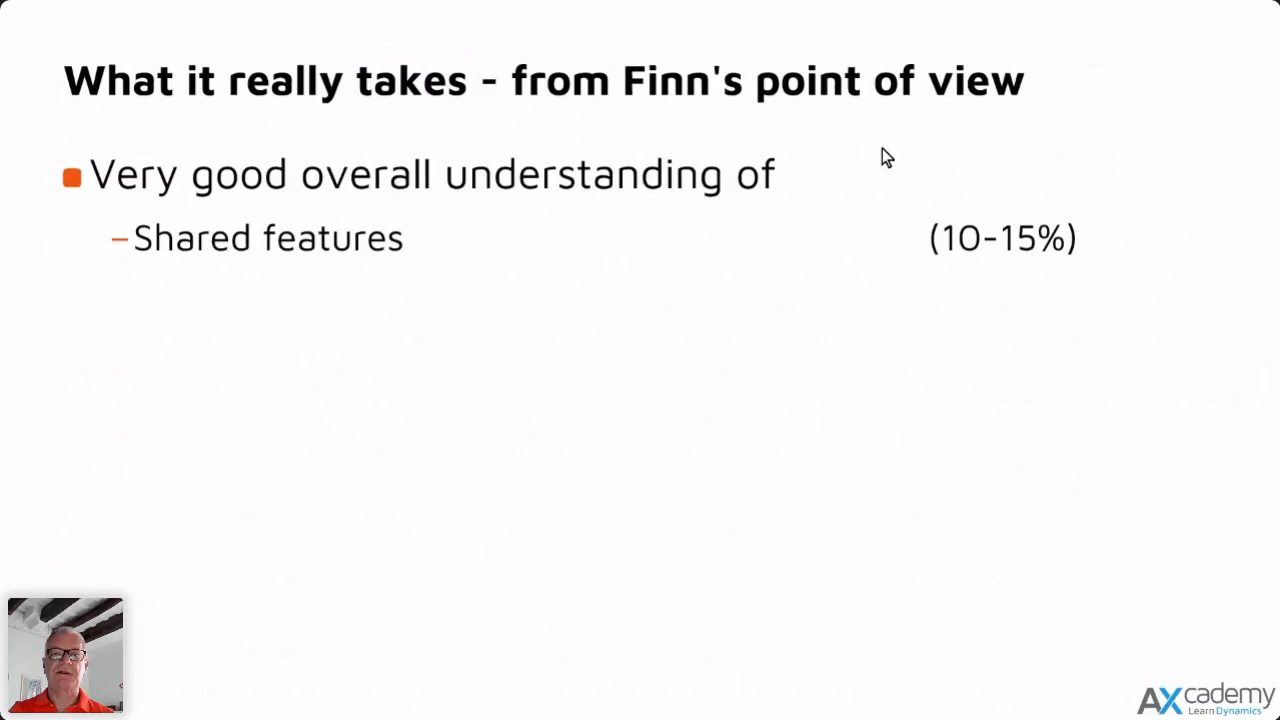 What it really takes - from Finn's point of view
Very good overall understanding of
–Shared features (10-15%)
AXcademy
Learn Dynamics